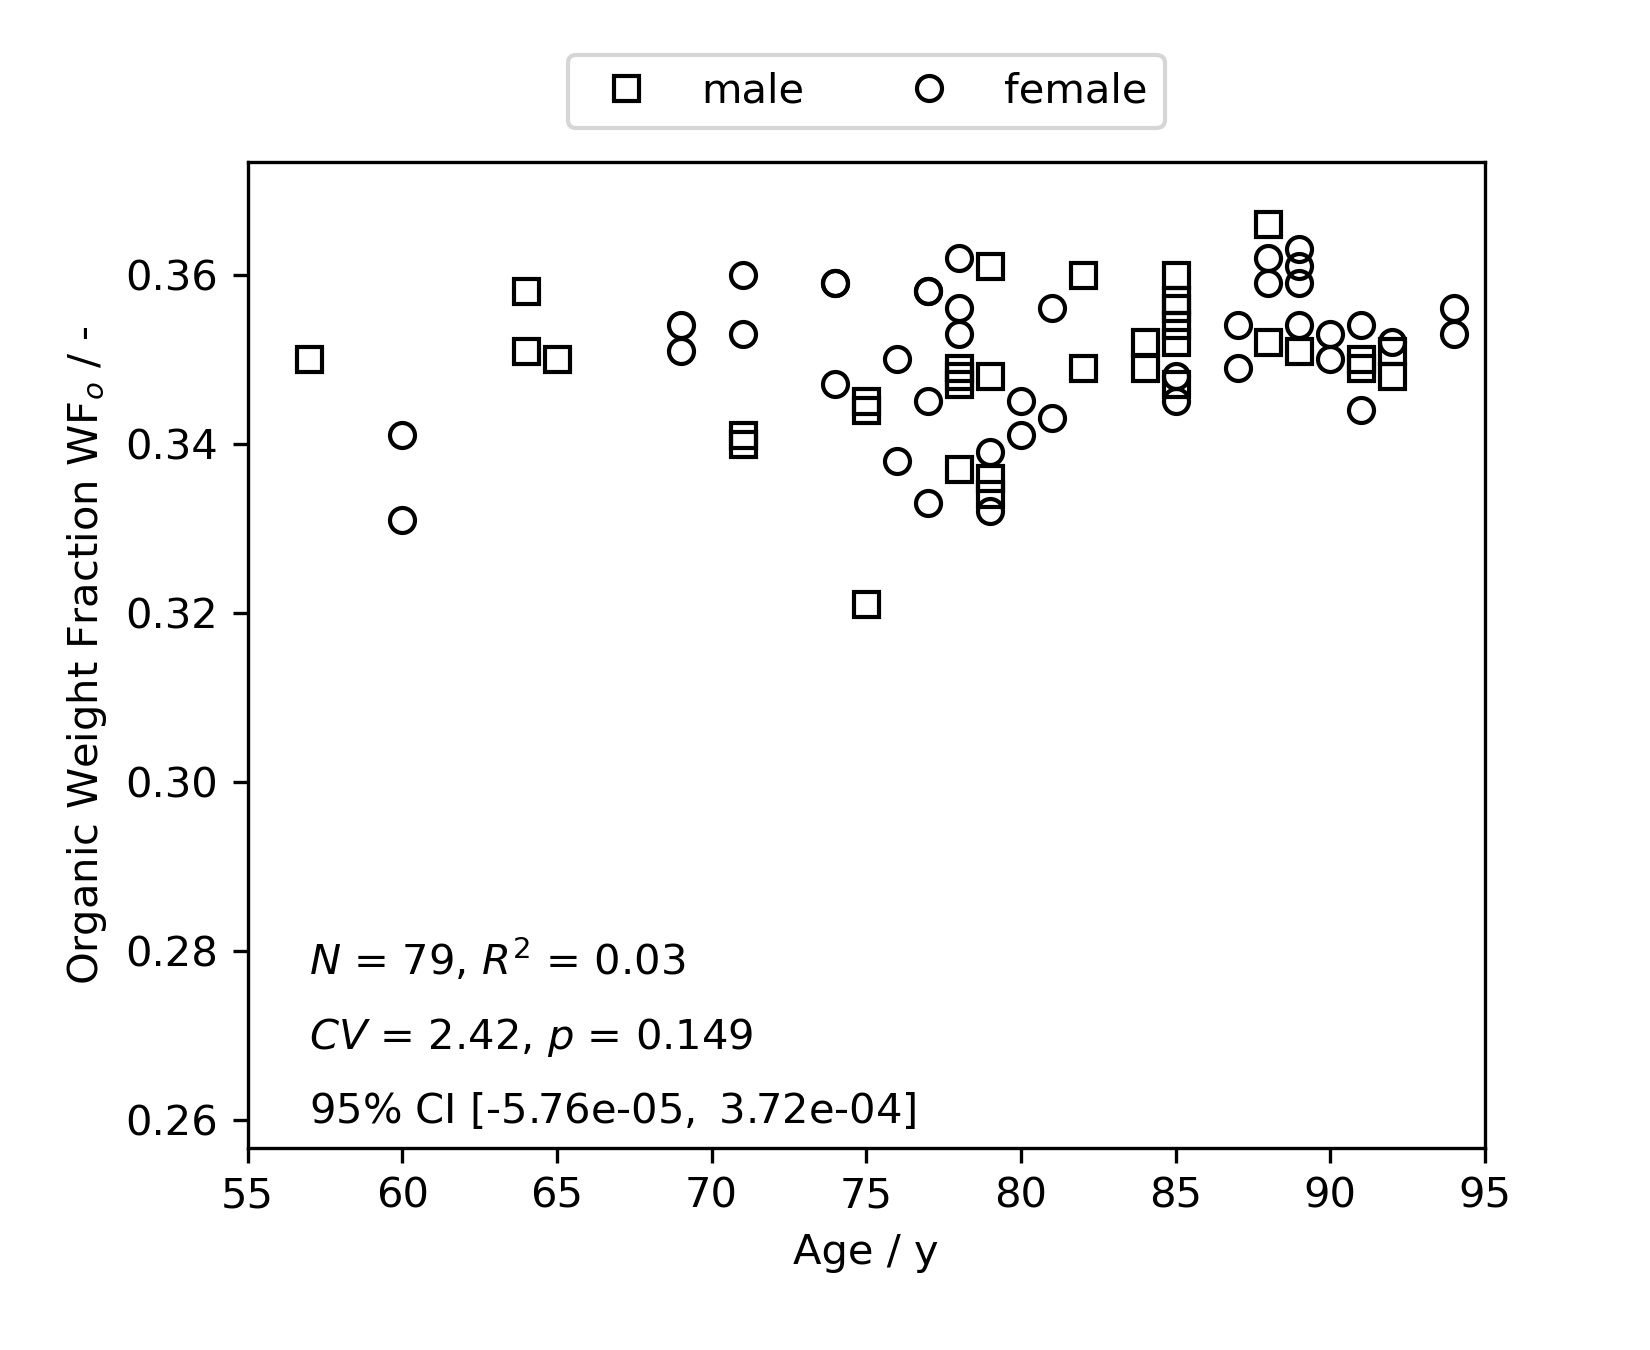 male female
0.36
0.34
0.32
0.30
0.28
0.26
Organic Weight Fraction WFₒ / -
N = 79, R² = 0.03
CV = 2.42, p = 0.149
95% CI [-5.76e-05, 3.72e-04]
55 60 65 70 75 80 85 90 95
Age / y